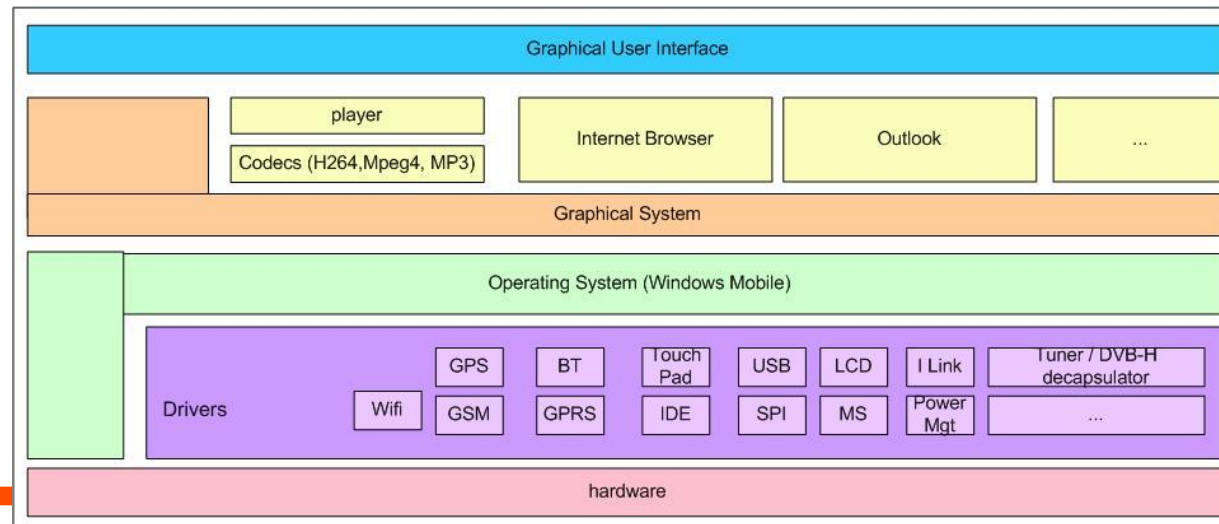 Graphical User Interface
player
Codecs (H264,Mpeg4, MP3)
Internet Browser
Outlook
...
Graphical System
Operating System (Windows Mobile)
Drivers
Wifi
GPS
BT
Touch
Pad
USB
LCD
I Link
Tuner / DVB-H
decapsulator
GSM
GPRS
IDE
SPI
MS
Power
Mgt
...
hardware